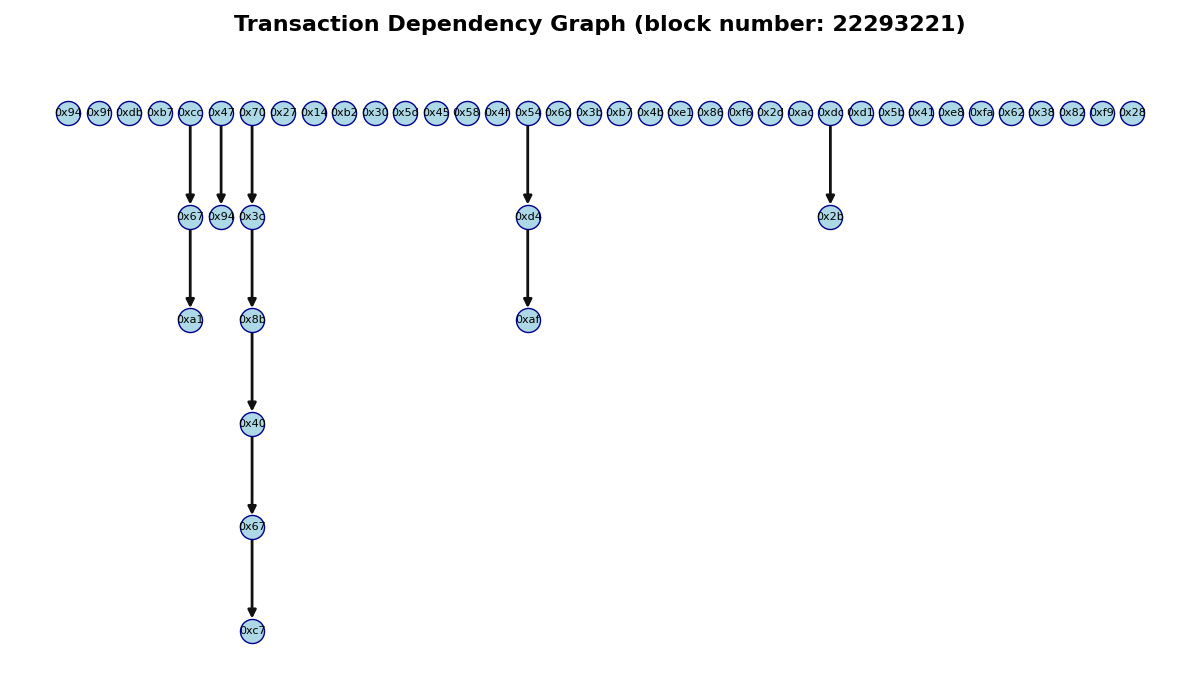 Transaction Dependency Graph (block number: 22293221)
0x94 0x9f 0xdb 0xb7 0xcc 0x47 0x70 0x27 0x14 0xb2 0x30 0x5c 0x45 0x58 0x4f 0x54 0x6c 0x3b 0xb7 0x4b 0xe1 0x86 0xf6 0x2c 0xac 0xdc 0xd1 0x5b 0x41 0xe8 0xfa 0x62 0x38 0x82 0xf9 0x28
0x67 0x94 0x3c 0xd4 0x2b
0xa1 0x8b 0xaf
0x40
0x67
0xc7